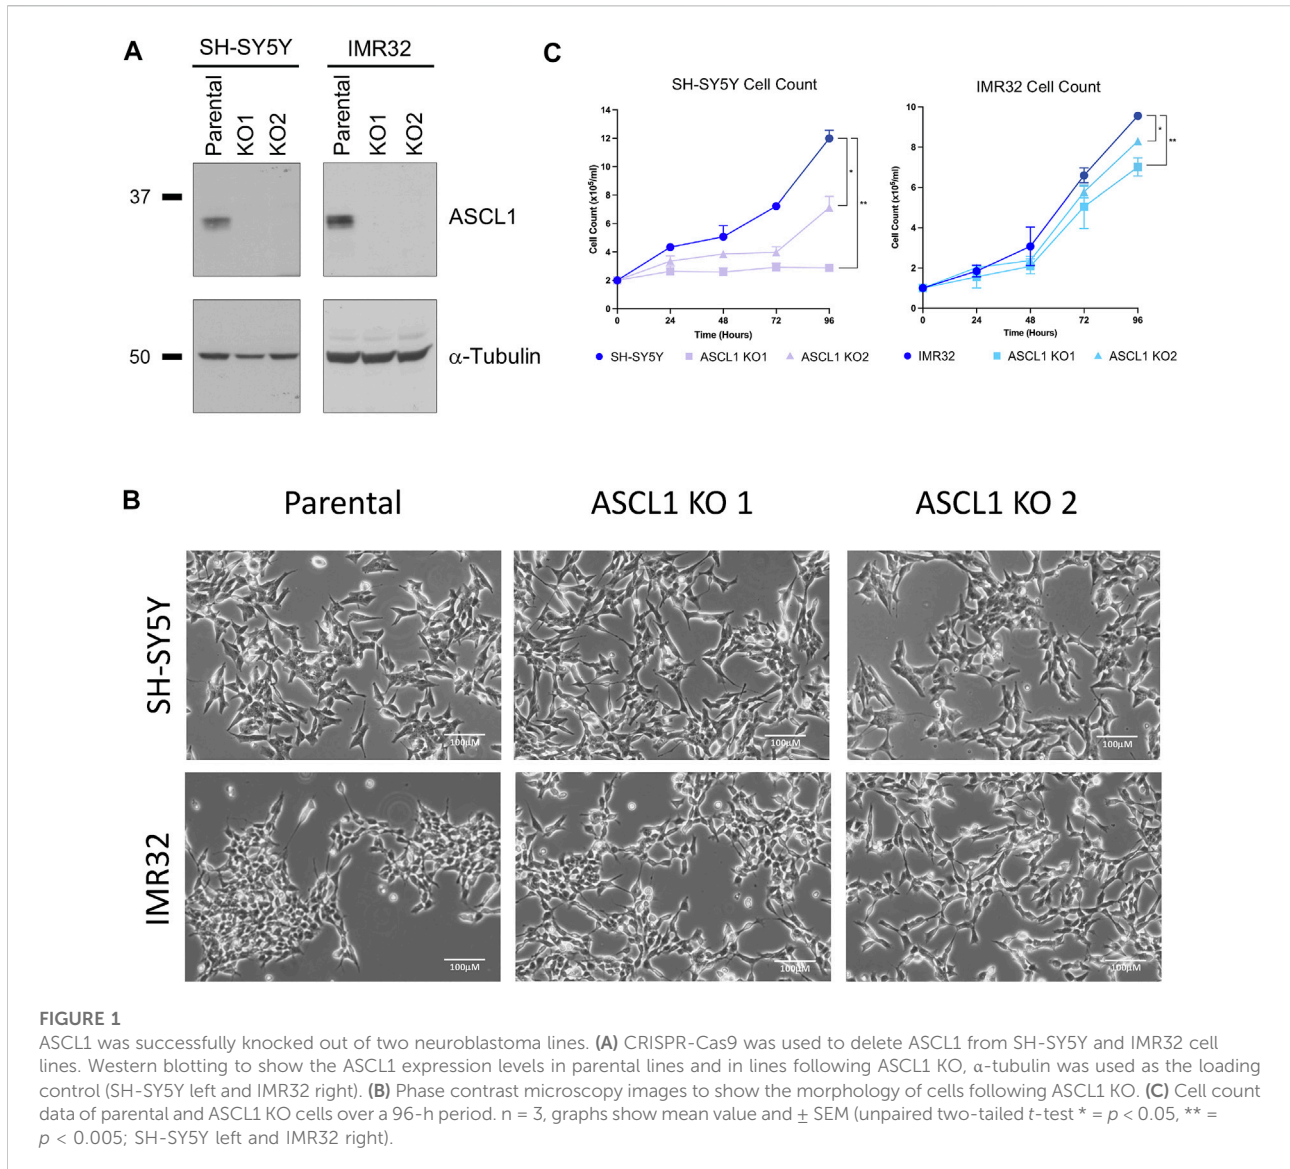 A
SH-SY5Y
IMR32
Parental
KO1
KO2
Parental
KO1
KO2
37
ASCL1
50
α-Tubulin
C
SH-SY5Y Cell Count
14
12
10
8
6
4
2
0
Cell Count (x10⁵/ml)
0 24 48 72 96
Time (Hours)
*
**
SH-SY5Y ASCL1 KO1 ASCL1 KO2
IMR32 Cell Count
10
8
6
4
2
0
Cell Count (x10⁵/ml)
0 24 48 72 96
Time (Hours)
*
**
IMR32 ASCL1 KO1 ASCL1 KO2
B
Parental ASCL1 KO 1 ASCL1 KO 2
SH-SY5Y
100µM
100µM
100µM
IMR32
100µM
100µM
100µM
FIGURE 1
ASCL1 was successfully knocked out of two neuroblastoma lines. (A) CRISPR-Cas9 was used to delete ASCL1 from SH-SY5Y and IMR32 cell
lines. Western blotting to show the ASCL1 expression levels in parental lines and in lines following ASCL1 KO, α-tubulin was used as the loading
control (SH-SY5Y left and IMR32 right). (B) Phase contrast microscopy images to show the morphology of cells following ASCL1 KO. (C) Cell count
data of parental and ASCL1 KO cells over a 96-h period. n = 3, graphs show mean value and ± SEM (unpaired two-tailed t-test * = p < 0.05, ** =
p < 0.005; SH-SY5Y left and IMR32 right).